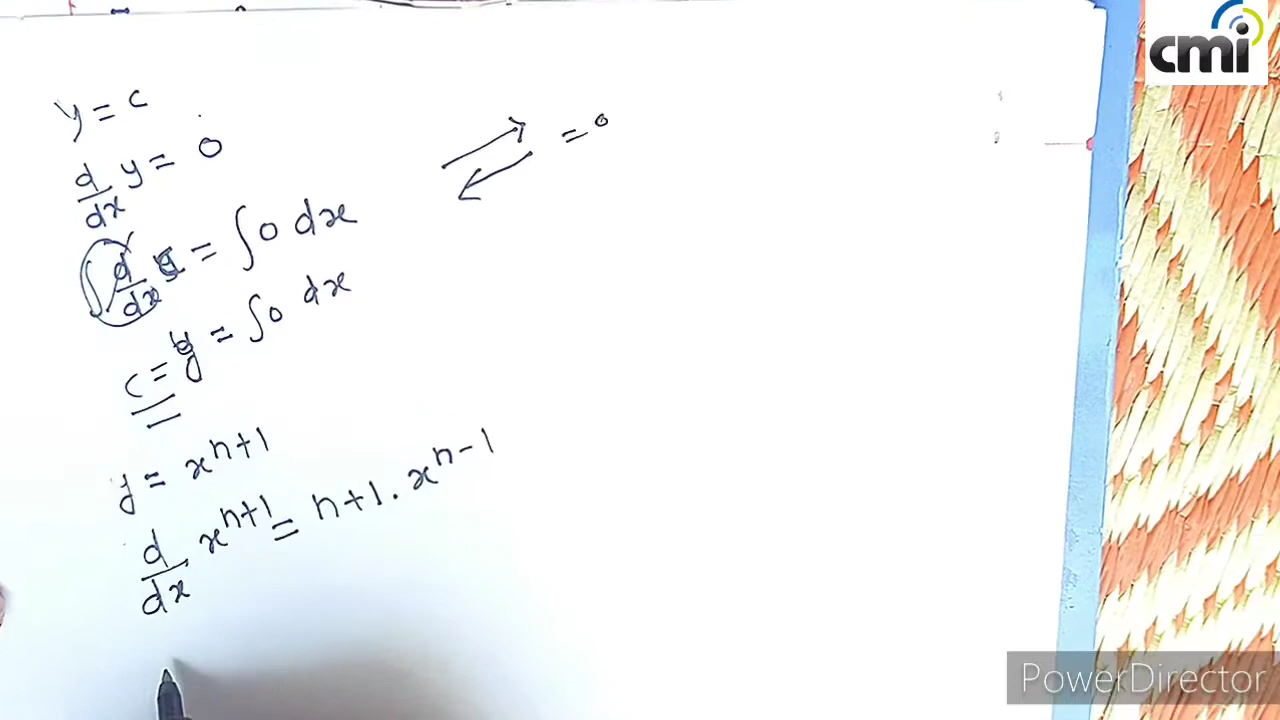 cmi
y = c
d/dx y = 0
= 0
∫ d/dx y = ∫0 dx
c = y = ∫0 dx
y = x^n+1
d/dx x^n+1 = n+1 . x^n-1
PowerDirector